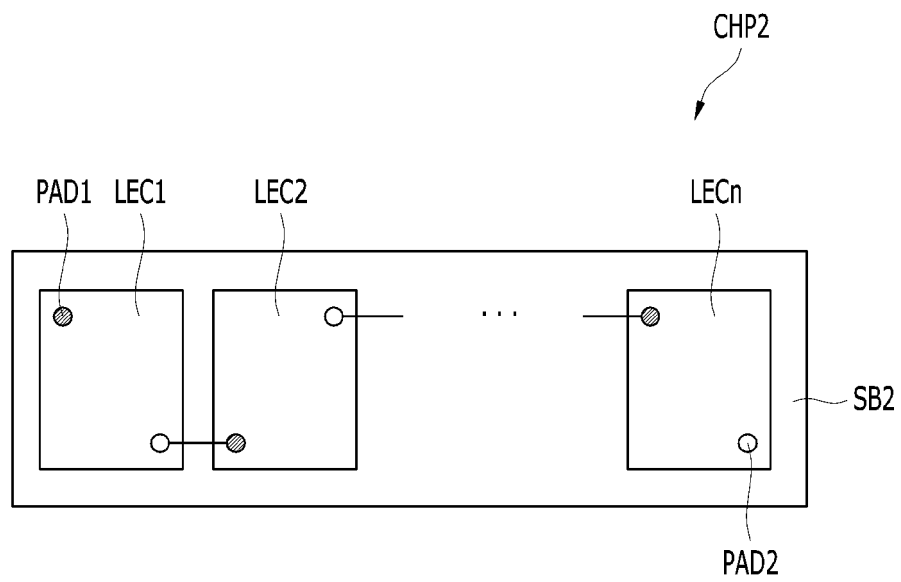 CHP2
PAD1 LEC1 LEC2 LECn
. . .
SB2
PAD2